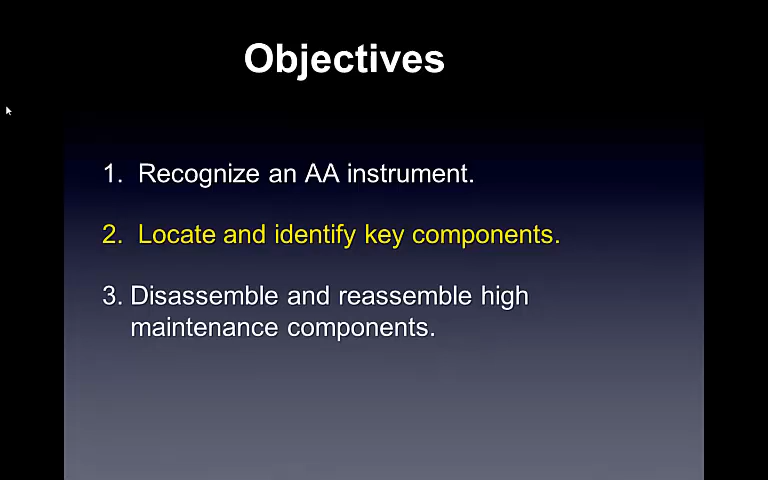 Objectives
1. Recognize an AA instrument.
2. Locate and identify key components.
3. Disassemble and reassemble high
maintenance components.